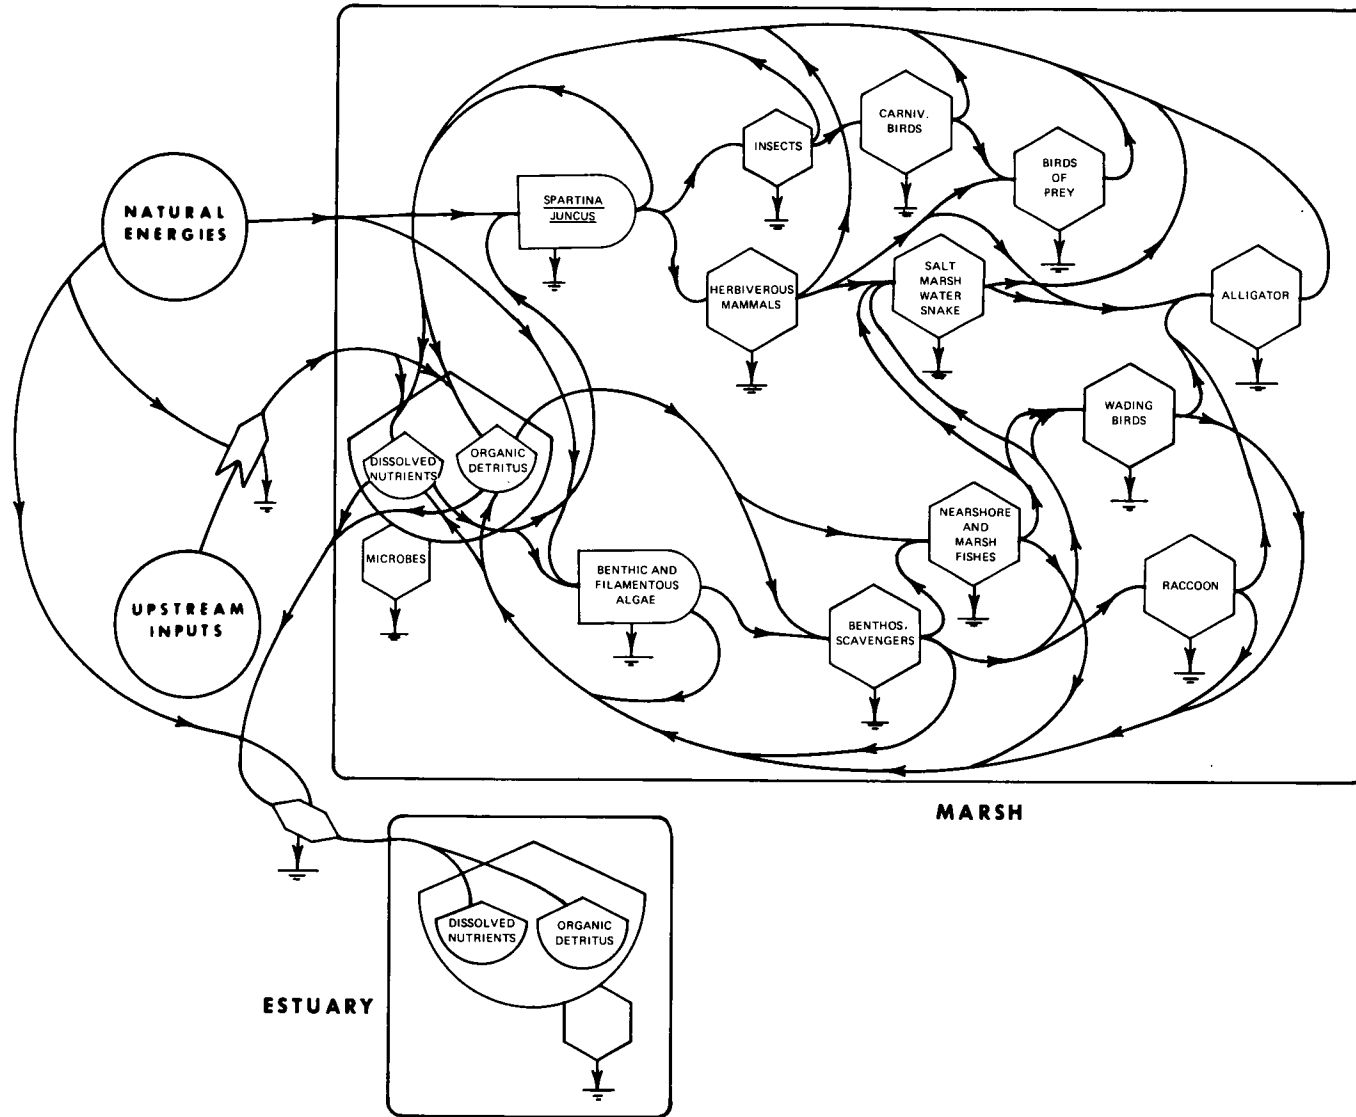 CARNIV.
BIRDS
INSECTS
BIRDS
OF
PREY
NATURAL
ENERGIES
SPARTINA
JUNCUS
HERBIVEROUS
MAMMALS
SALT
MARSH
WATER
SNAKE
ALLIGATOR
WADING
BIRDS
DISSOLVED
NUTRIENTS
ORGANIC
DETRITUS
NEARSHORE
AND
MARSH
FISHES
MICROBES
BENTHIC AND
FILAMENTOUS
ALGAE
RACCOON
UPSTREAM
INPUTS
BENTHOS.
SCAVENGERS
MARSH
DISSOLVED
NUTRIENTS
ORGANIC
DETRITUS
ESTUARY